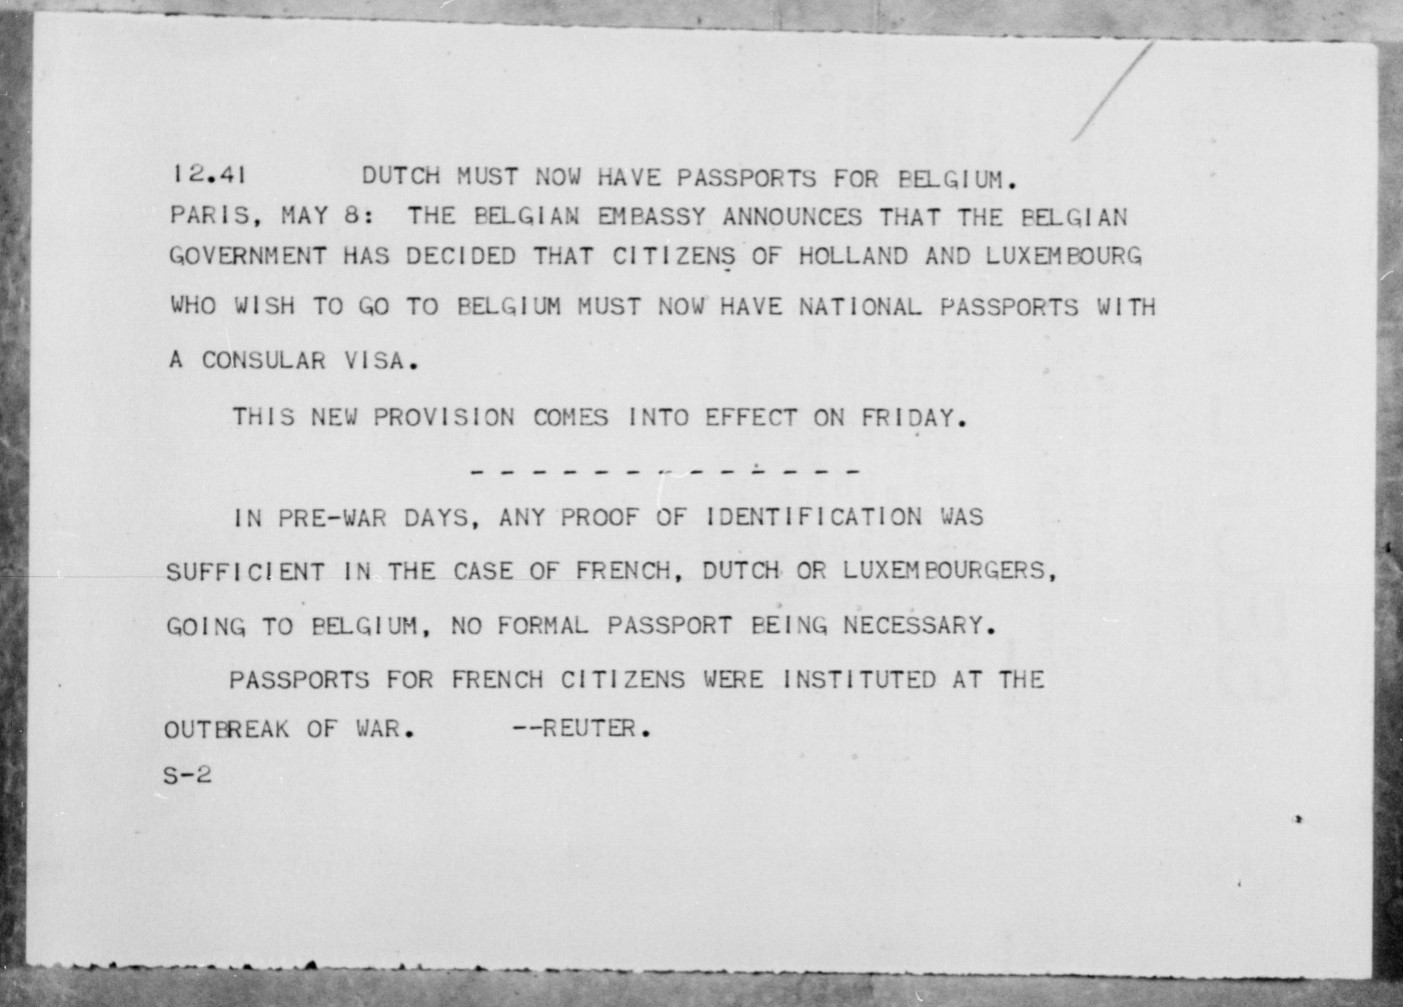 12.41 DUTCH MUST NOW HAVE PASSPORTS FOR BELGIUM.
PARIS, MAY 8: THE BELGIAN EMBASSY ANNOUNCES THAT THE BELGIAN
GOVERNMENT HAS DECIDED THAT CITIZENS OF HOLLAND AND LUXEMBOURG
WHO WISH TO GO TO BELGIUM MUST NOW HAVE NATIONAL PASSPORTS WITH
A CONSULAR VISA.
THIS NEW PROVISION COMES INTO EFFECT ON FRIDAY.
- - - - - - - - - - - - -
IN PRE-WAR DAYS, ANY PROOF OF IDENTIFICATION WAS
SUFFICIENT IN THE CASE OF FRENCH, DUTCH OR LUXEMBOURGERS,
GOING TO BELGIUM, NO FORMAL PASSPORT BEING NECESSARY.
PASSPORTS FOR FRENCH CITIZENS WERE INSTITUTED AT THE
OUTBREAK OF WAR. --REUTER.
S-2